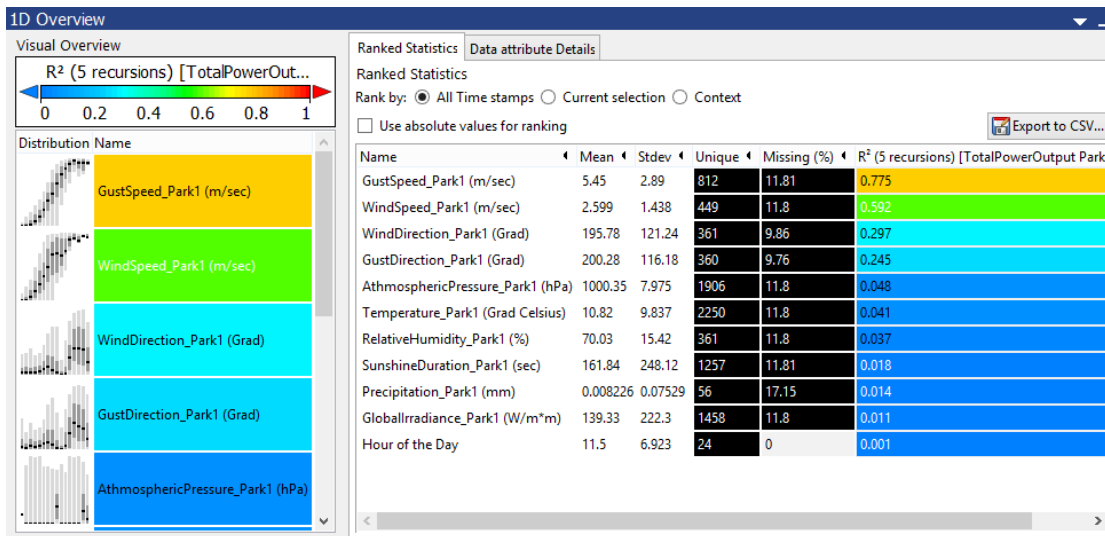 1D Overview
Visual Overview
R² (5 recursions) [TotalPowerOut...
0 0.2 0.4 0.6 0.8 1
Distribution Name
GustSpeed_Park1 (m/sec)
WindSpeed_Park1 (m/sec)
WindDirection_Park1 (Grad)
GustDirection_Park1 (Grad)
AthmosphericPressure_Park1 (hPa)
Ranked Statistics Data attribute Details
Ranked Statistics
Rank by: All Time stamps Current selection Context
Use absolute values for ranking Export to CSV...
Name Mean Stdev Unique Missing (%) R² (5 recursions) [TotalPowerOutput Park
GustSpeed_Park1 (m/sec) 5.45 2.89 812 11.81 0.775
WindSpeed_Park1 (m/sec) 2.599 1.438 449 11.8 0.592
WindDirection_Park1 (Grad) 195.78 121.24 361 9.86 0.297
GustDirection_Park1 (Grad) 200.28 116.18 360 9.76 0.245
AthmosphericPressure_Park1 (hPa) 1000.35 7.975 1906 11.8 0.048
Temperature_Park1 (Grad Celsius) 10.82 9.837 2250 11.8 0.041
RelativeHumidity_Park1 (%) 70.03 15.42 361 11.8 0.037
SunshineDuration_Park1 (sec) 161.84 248.12 1257 11.81 0.018
Precipitation_Park1 (mm) 0.008226 0.07529 56 17.15 0.014
GlobalIrradiance_Park1 (W/m*m) 139.33 222.3 1458 11.8 0.011
Hour of the Day 11.5 6.923 24 0 0.001